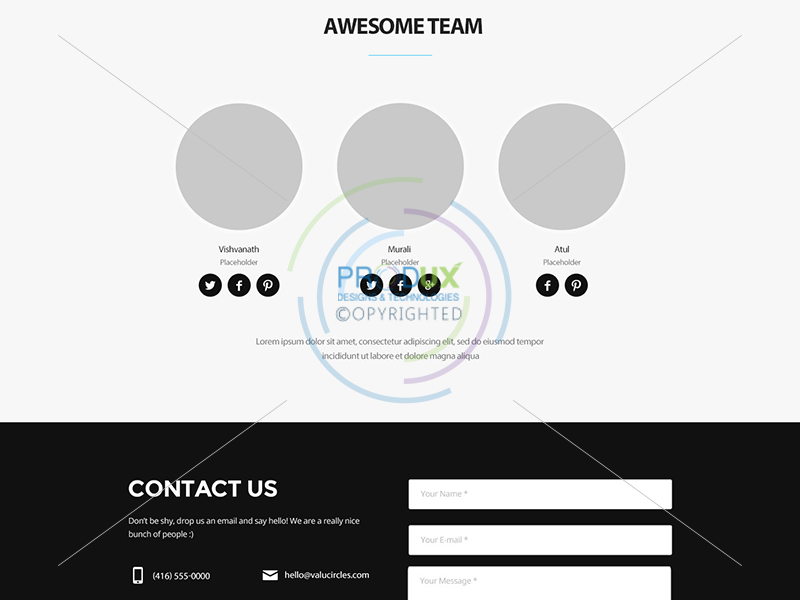 AWESOME TEAM
Vishvanath
Murali
Atul
Placeholder
Placeholder
Placeholder
PRODUX
DESIGNS & TECHNOLOGIES
©OPYRIGHTED
Lorem ipsum dolor sit amet, consectetur adipiscing elit, sed do eiusmod tempor
incididunt ut labore et dolore magna aliqua
CONTACT US
Don't be shy, drop us an email and say hello! We are a really nice
bunch of people :)
(416) 555-0000
hello@valucircles.com
Your Name *
Your E-mail *
Your Message *